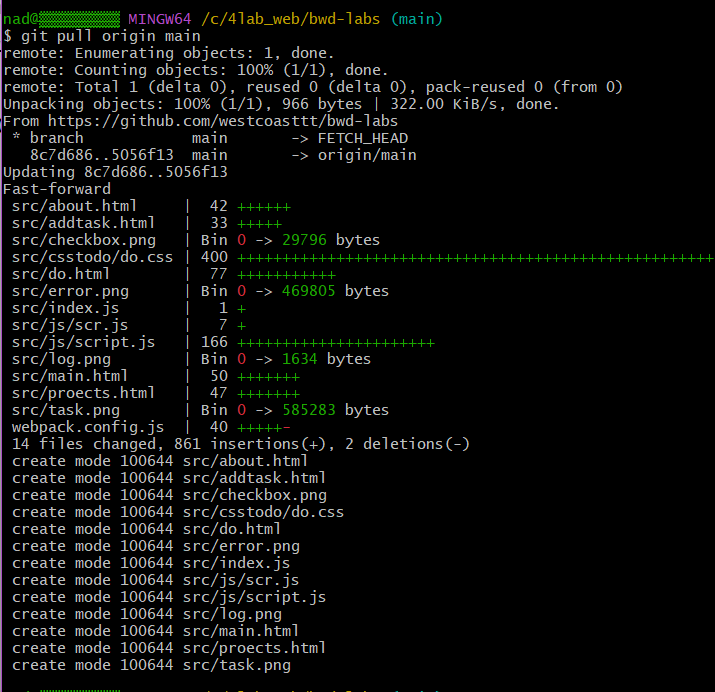 nad@ MINGW64 /c/4lab_web/bwd-labs (main)
$ git pull origin main
remote: Enumerating objects: 1, done.
remote: Counting objects: 100% (1/1), done.
remote: Total 1 (delta 0), reused 0 (delta 0), pack-reused 0 (from 0)
Unpacking objects: 100% (1/1), 966 bytes | 322.00 KiB/s, done.
From https://github.com/westcoasttt/bwd-labs
 * branch            main       -> FETCH_HEAD
   8c7d686..5056f13  main       -> origin/main
Updating 8c7d686..5056f13
Fast-forward
 src/about.html     |  42 ++++++
 src/addtask.html   |  33 +++++
 src/checkbox.png   | Bin 0 -> 29796 bytes
 src/csstodo/do.css | 400 +++++++++++++++++++++++++++++++++++++++++++++++++++++
 src/do.html        |  77 +++++++++++
 src/error.png      | Bin 0 -> 469805 bytes
 src/index.js       |   1 +
 src/js/scr.js      |   7 +
 src/js/script.js   | 166 ++++++++++++++++++++++
 src/log.png        | Bin 0 -> 1634 bytes
 src/main.html      |  50 +++++++
 src/proects.html   |  47 +++++++
 src/task.png       | Bin 0 -> 585283 bytes
 webpack.config.js  |  40 +++++-
 14 files changed, 861 insertions(+), 2 deletions(-)
 create mode 100644 src/about.html
 create mode 100644 src/addtask.html
 create mode 100644 src/checkbox.png
 create mode 100644 src/csstodo/do.css
 create mode 100644 src/do.html
 create mode 100644 src/error.png
 create mode 100644 src/index.js
 create mode 100644 src/js/scr.js
 create mode 100644 src/js/script.js
 create mode 100644 src/log.png
 create mode 100644 src/main.html
 create mode 100644 src/proects.html
 create mode 100644 src/task.png